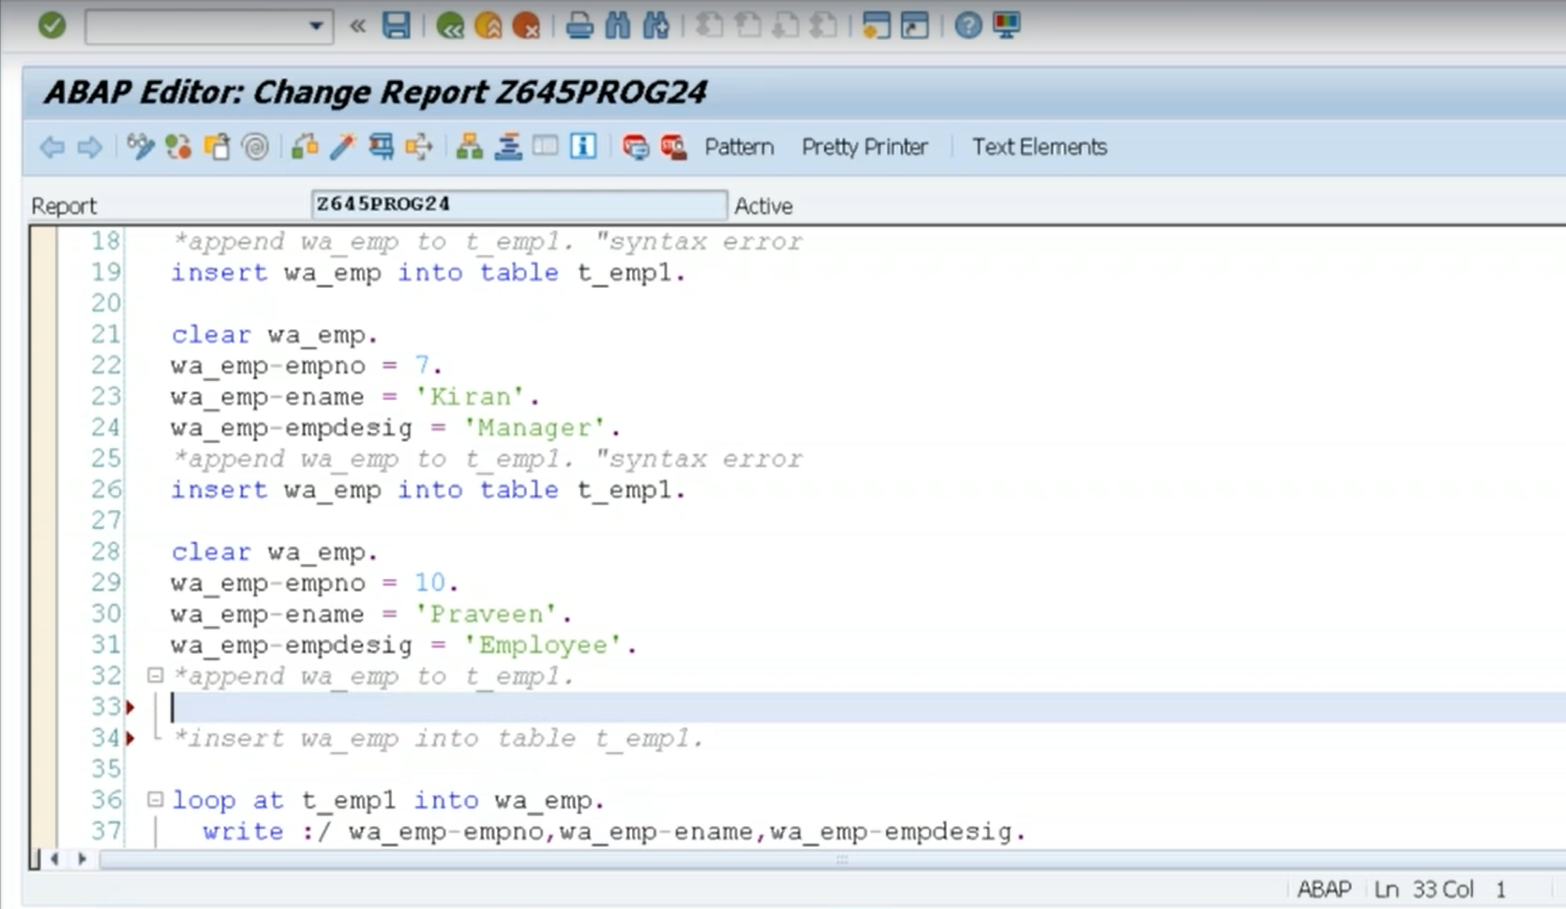 ABAP Editor: Change Report Z645PROG24
Pattern Pretty Printer Text Elements
Report Z645PROG24 Active
18 *append wa_emp to t_emp1. "syntax error
19 insert wa_emp into table t_emp1.
20
21 clear wa_emp.
22 wa_emp-empno = 7.
23 wa_emp-ename = 'Kiran'.
24 wa_emp-empdesig = 'Manager'.
25 *append wa_emp to t_emp1. "syntax error
26 insert wa_emp into table t_emp1.
27
28 clear wa_emp.
29 wa_emp-empno = 10.
30 wa_emp-ename = 'Praveen'.
31 wa_emp-empdesig = 'Employee'.
32 *append wa_emp to t_emp1.
33
34 *insert wa_emp into table t_emp1.
35
36 loop at t_emp1 into wa_emp.
37 write :/ wa_emp-empno,wa_emp-ename,wa_emp-empdesig.
ABAP Ln 33 Col 1